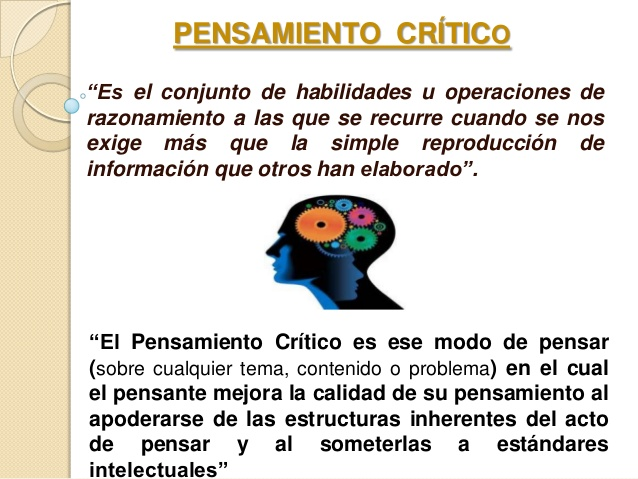 PENSAMIENTO CRÍTICO
“Es el conjunto de habilidades u operaciones de
razonamiento a las que se recurre cuando se nos
exige más que la simple reproducción de
información que otros han elaborado”.
“El Pensamiento Crítico es ese modo de pensar
(sobre cualquier tema, contenido o problema) en el cual
el pensante mejora la calidad de su pensamiento al
apoderarse de las estructuras inherentes del acto
de pensar y al someterlas a estándares
intelectuales”